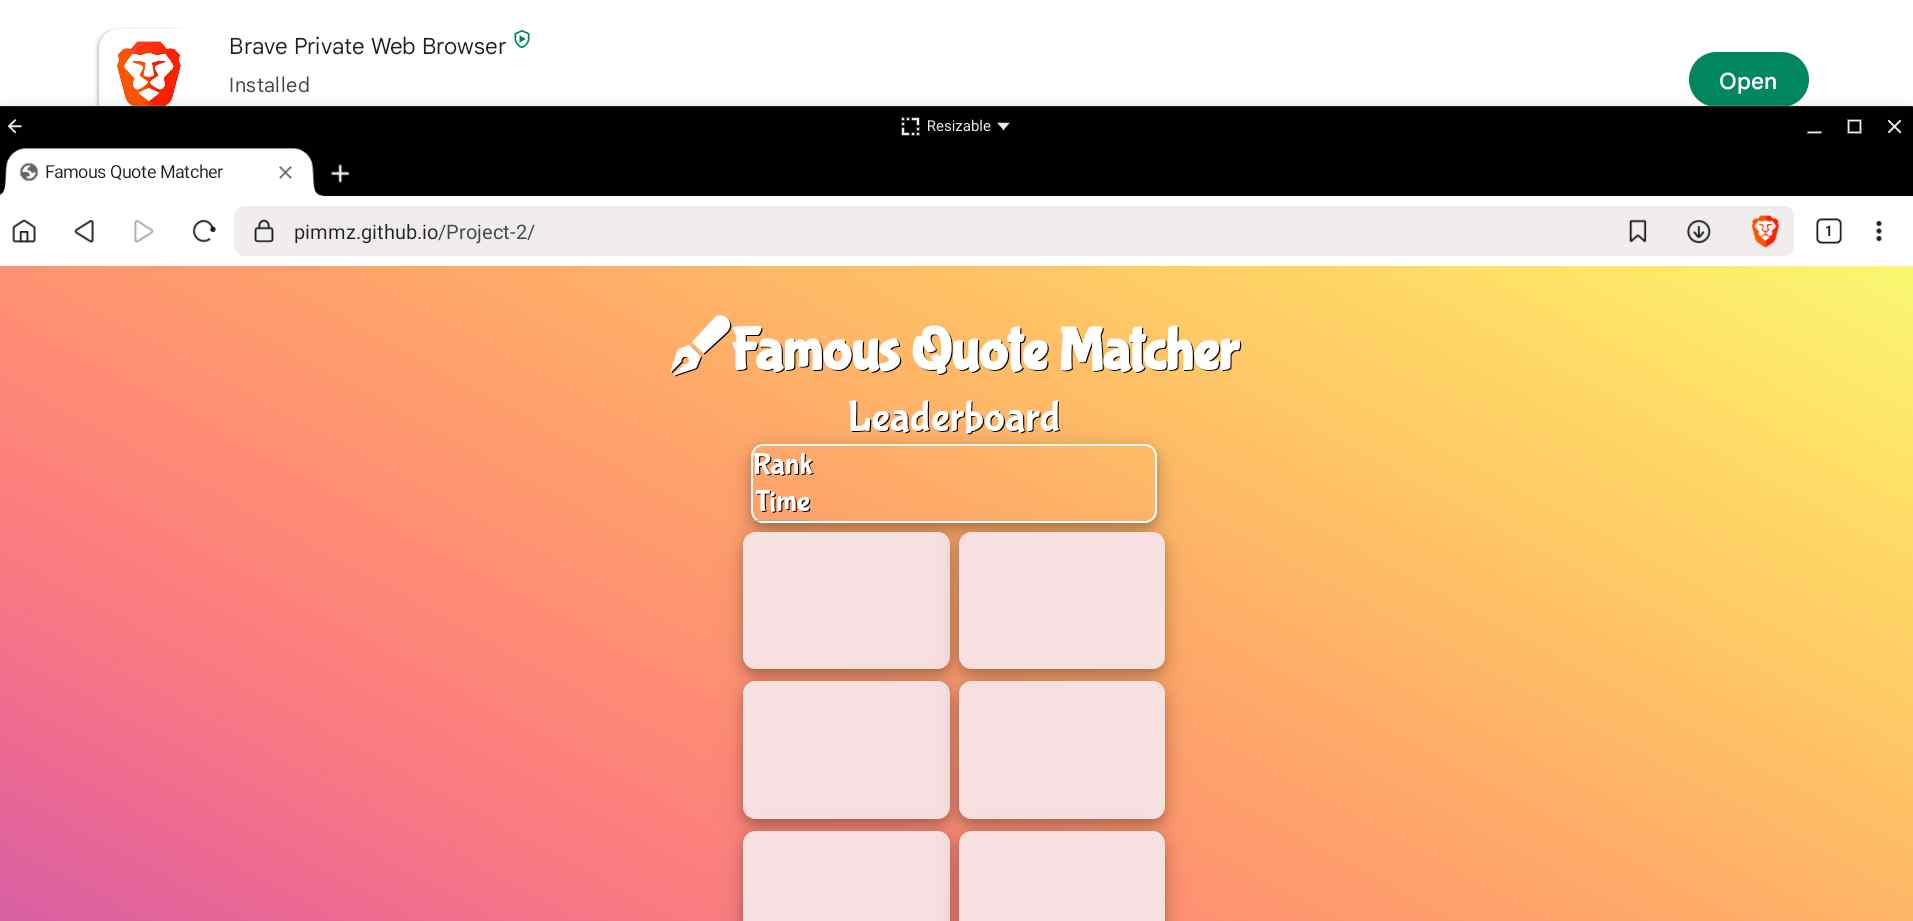 Brave Private Web Browser
Installed
Open
Resizable
Famous Quote Matcher
pimmz.github.io/Project-2/
1
Famous Quote Matcher
Leaderboard
Rank
Time